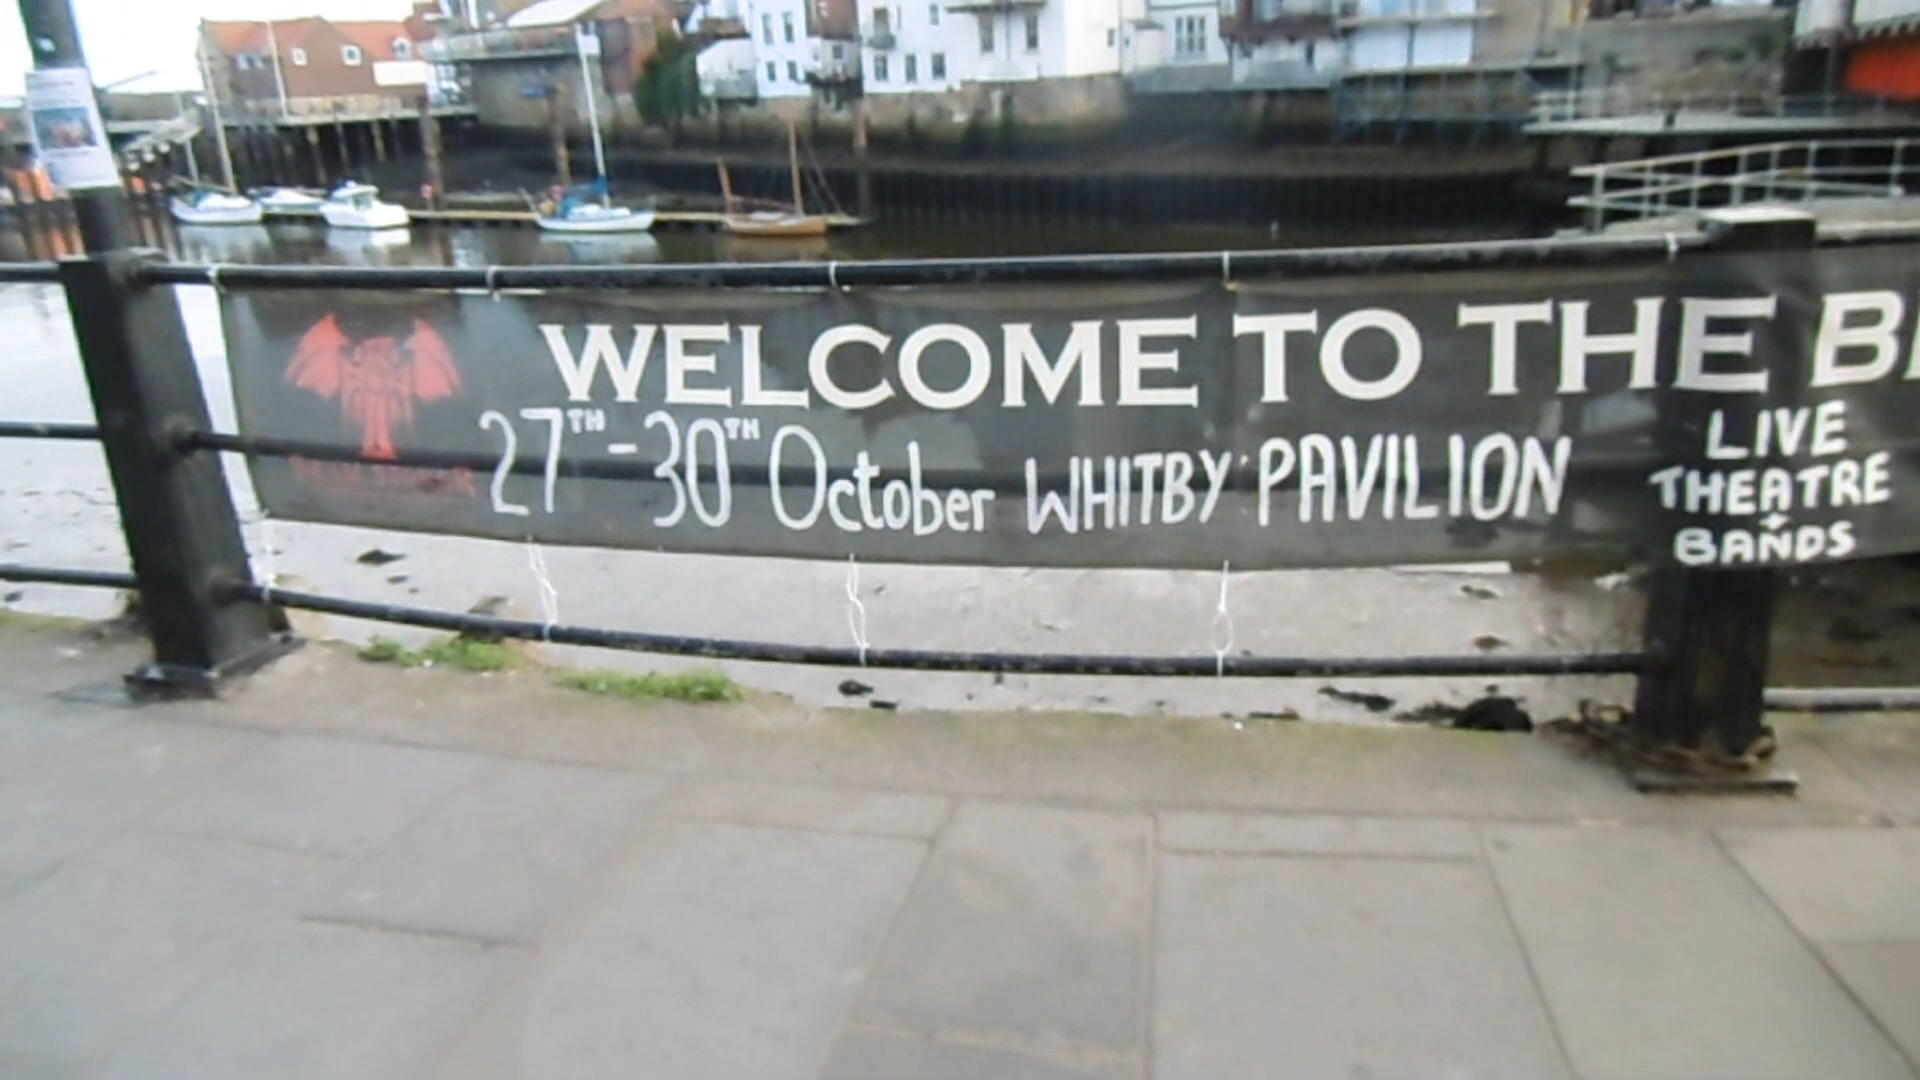 WELCOME TO THE B
27TH - 30TH October WHITBY PAVILION
LIVE
THEATRE
+
BANDS